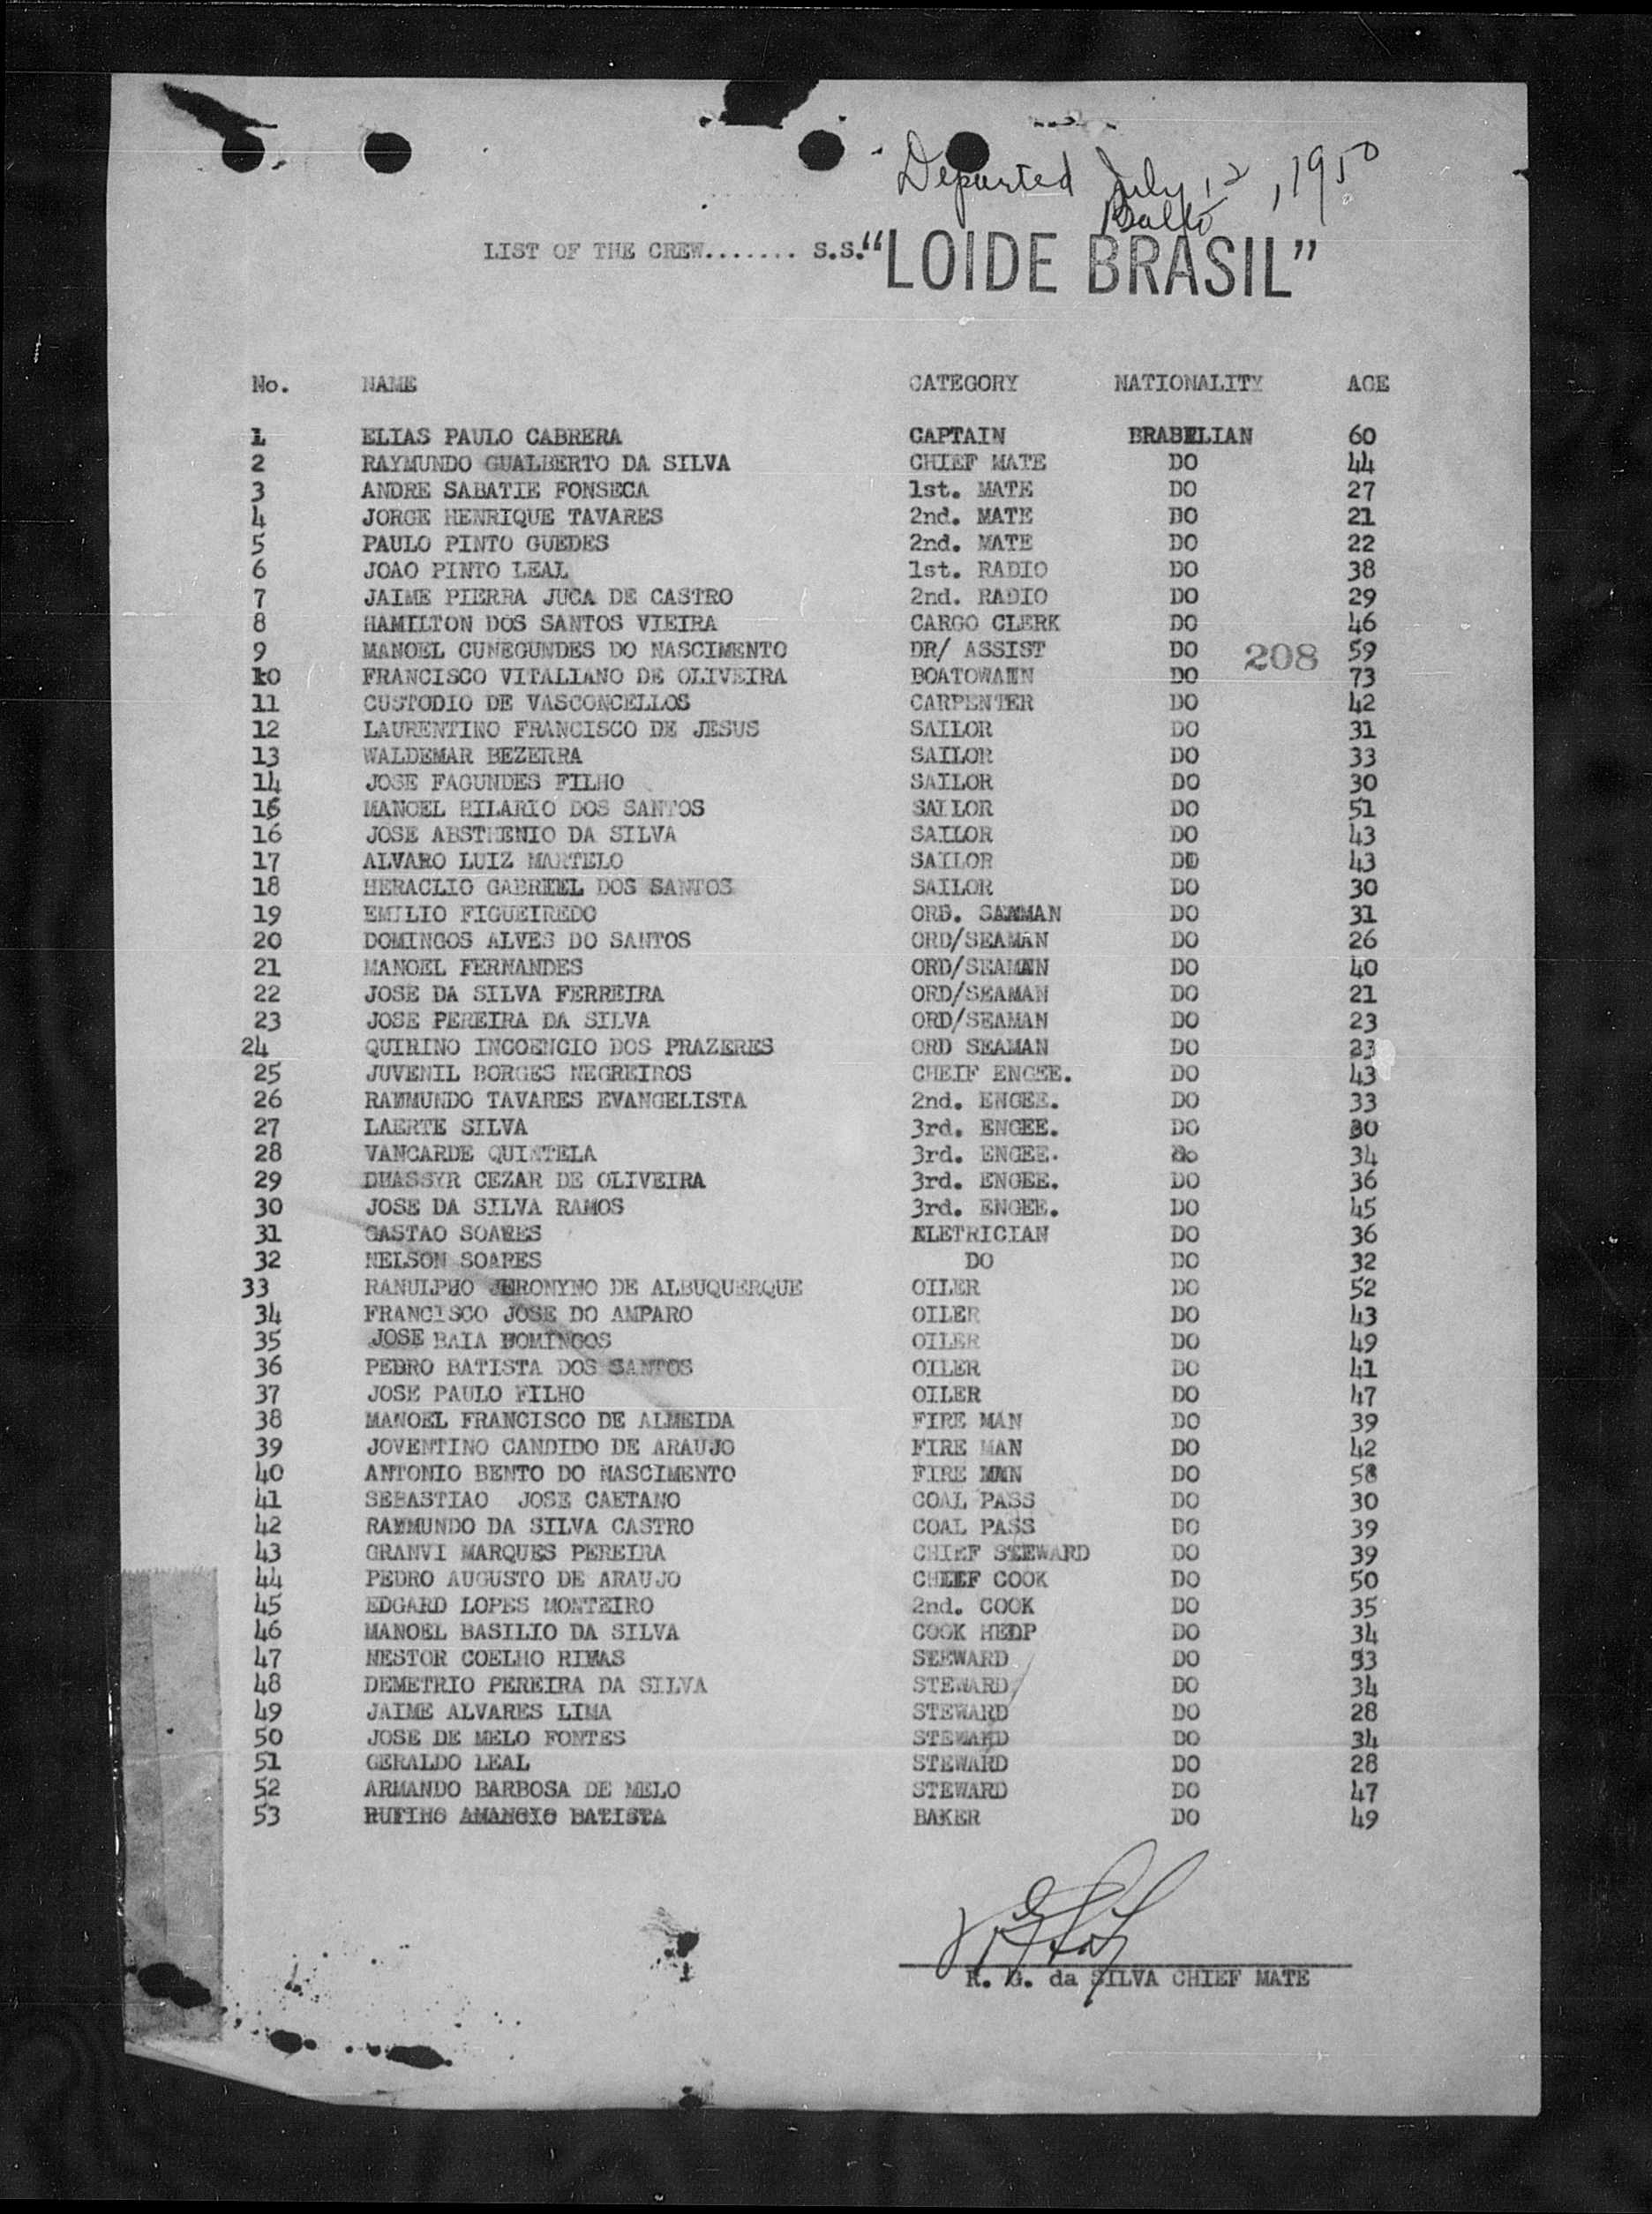 Departed July 12, 1950
Balto
LIST OF THE CREW....... S.S. "LOIDE BRASIL"
No. NAME CATEGORY NATIONALITY AGE
1 ELIAS PAULO CABRERA CAPTAIN BRABELIAN 60
2 RAYMUNDO GUALBERTO DA SILVA CHIEF MATE DO 44
3 ANDRE SABATIE FONSECA 1st. MATE DO 27
4 JORGE HENRIQUE TAVARES 2nd. MATE DO 21
5 PAULO PINTO GUEDES 2nd. MATE DO 22
6 JOAO PINTO LEAL 1st. RADIO DO 38
7 JAIME PIERRA JUCA DE CASTRO 2nd. RADIO DO 29
8 HAMILTON DOS SANTOS VIEIRA CARGO CLERK DO 46
9 MANOEL CUNEGUNDES DO NASCIMENTO DR/ ASSIST DO 208 59
10 FRANCISCO VITALIANO DE OLIVEIRA BOATOWAIN DO 73
11 CUSTODIO DE VASCONCELLOS CARPENTER DO 42
12 LAURENTINO FRANCISCO DE JESUS SAILOR DO 31
13 WALDEMAR BEZERRA SAILOR DO 33
14 JOSE FAGUNDES FILHO SAILOR DO 30
15 MANOEL HILARIO DOS SANTOS SAILOR DO 51
16 JOSE ABSTHENIO DA SILVA SAILOR DO 43
17 ALVARO LUIZ MARTELO SAILOR DO 43
18 HERACLIO GABRIEL DOS SANTOS SAILOR DO 30
19 EMILIO FIGUEIREDO ORD. SAAMAN DO 31
20 DOMINGOS ALVES DO SANTOS ORD/SEAMAN DO 26
21 MANOEL FERNANDES ORD/SEAMAN DO 40
22 JOSE DA SILVA FERREIRA ORD/SEAMAN DO 21
23 JOSE PEREIRA DA SILVA ORD/SEAMAN DO 23
24 QUIRINO INCOENCIO DOS PRAZERES ORD SEAMAN DO 23
25 JUVENIL BORGES NEGREIROS CHEIF ENGEE. DO 43
26 RAYMUNDO TAVARES EVANGELISTA 2nd. ENGEE. DO 33
27 LAERTE SILVA 3rd. ENGEE. DO 30
28 VANGARDE QUINTELA 3rd. ENGEE. do 34
29 DHASSYR CEZAR DE OLIVEIRA 3rd. ENGEE. DO 36
30 JOSE DA SILVA RAMOS 3rd. ENGEE. DO 45
31 GASTAO SOARES ELETRICIAN DO 36
32 NELSON SOARES DO DO 32
33 RANULPHO JERONYNO DE ALBUQUERQUE OILER DO 52
34 FRANCISCO JOSE DO AMPARO OILER DO 43
35 JOSE BAIA DOMINGOS OILER DO 49
36 PEDRO BATISTA DOS SANTOS OILER DO 41
37 JOSE PAULO FILHO OILER DO 47
38 MANOEL FRANCISCO DE ALMEIDA FIRE MAN DO 39
39 JOVENTINO CANDIDO DE ARAUJO FIRE MAN DO 42
40 ANTONIO BENTO DO NASCIMENTO FIRE MAN DO 58
41 SEBASTIAO JOSE CAETANO COAL PASS DO 30
42 RAYMUNDO DA SILVA CASTRO COAL PASS DO 39
43 GRANVI MARQUES PEREIRA CHIEF STEWARD DO 39
44 PEDRO AUGUSTO DE ARAUJO CHIEF COOK DO 50
45 EDGARD LOPES MONTEIRO 2nd. COOK DO 35
46 MANOEL BASILIO DA SILVA COOK HEDP DO 34
47 NESTOR COELHO RIMAS SEEWARD DO 53
48 DEMETRIO PEREIRA DA SILVA STEWARD DO 34
49 JAIME ALVARES LIMA STEWARD DO 28
50 JOSE DE MELO FONTES STEWARD DO 34
51 GERALDO LEAL STEWARD DO 28
52 ARMANDO BARBOSA DE MELO STEWARD DO 47
53 RUFINO AMANCIO BATISTA BAKER DO 49
R. G. da SILVA CHIEF MATE